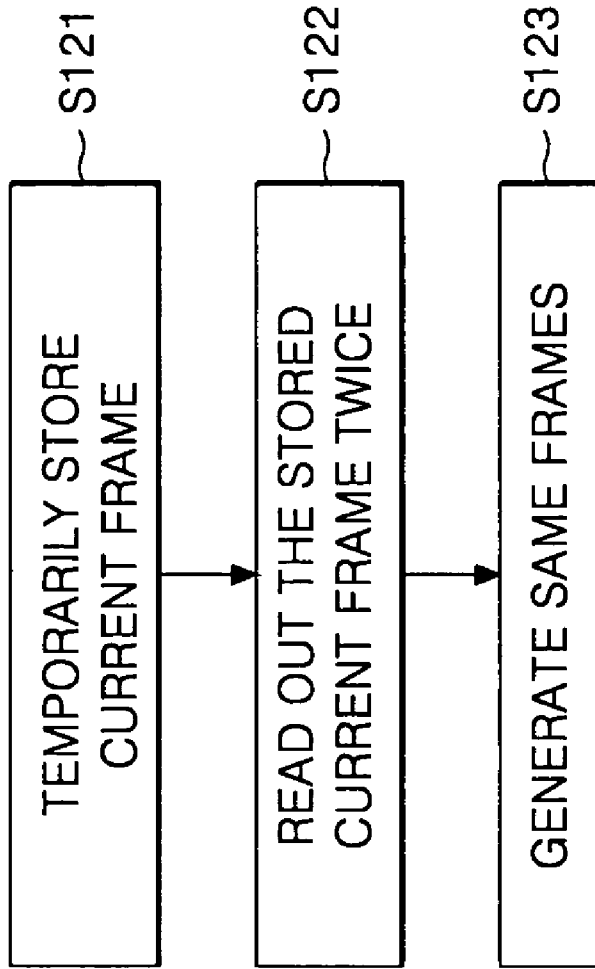 TEMPORARILY STORE
CURRENT FRAME
S121
READ OUT THE STORED
CURRENT FRAME TWICE
S122
GENERATE SAME FRAMES
S123